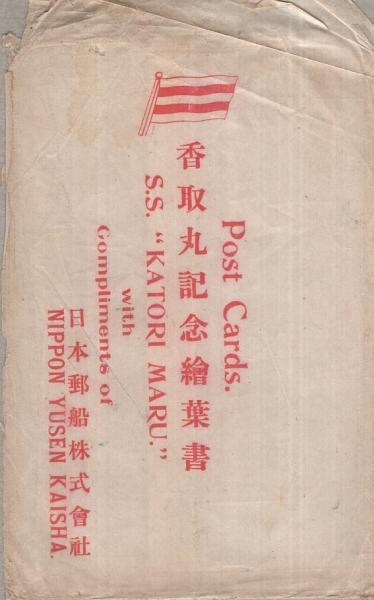 Post Cards.
香取丸記念繪葉書
S.S. "KATORI MARU."
with
Compliments of
日本郵船株式會社
NIPPON YUSEN KAISHA.